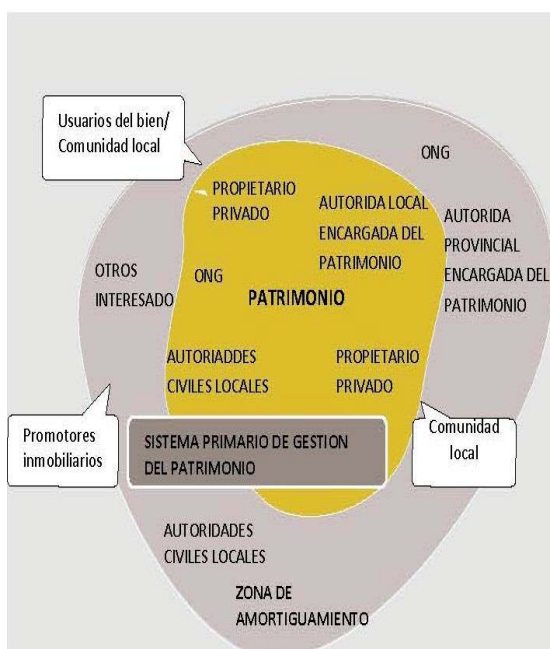 Usuarios del bien/
Comunidad local
ONG
PROPIETARIO
PRIVADO
AUTORIDA LOCAL
ENCARGADA DEL
PATRIMONIO
AUTORIDA
PROVINCIAL
ENCARGADA DEL
PATRIMONIO
OTROS
INTERESADO
ONG
PATRIMONIO
AUTORIADDES
CIVILES LOCALES
PROPIETARIO
PRIVADO
Promotores
inmobiliarios
SISTEMA PRIMARIO DE GESTION
DEL PATRIMONIO
Comunidad
local
AUTORIDADES
CIVILES LOCALES
ZONA DE
AMORTIGUAMIENTO